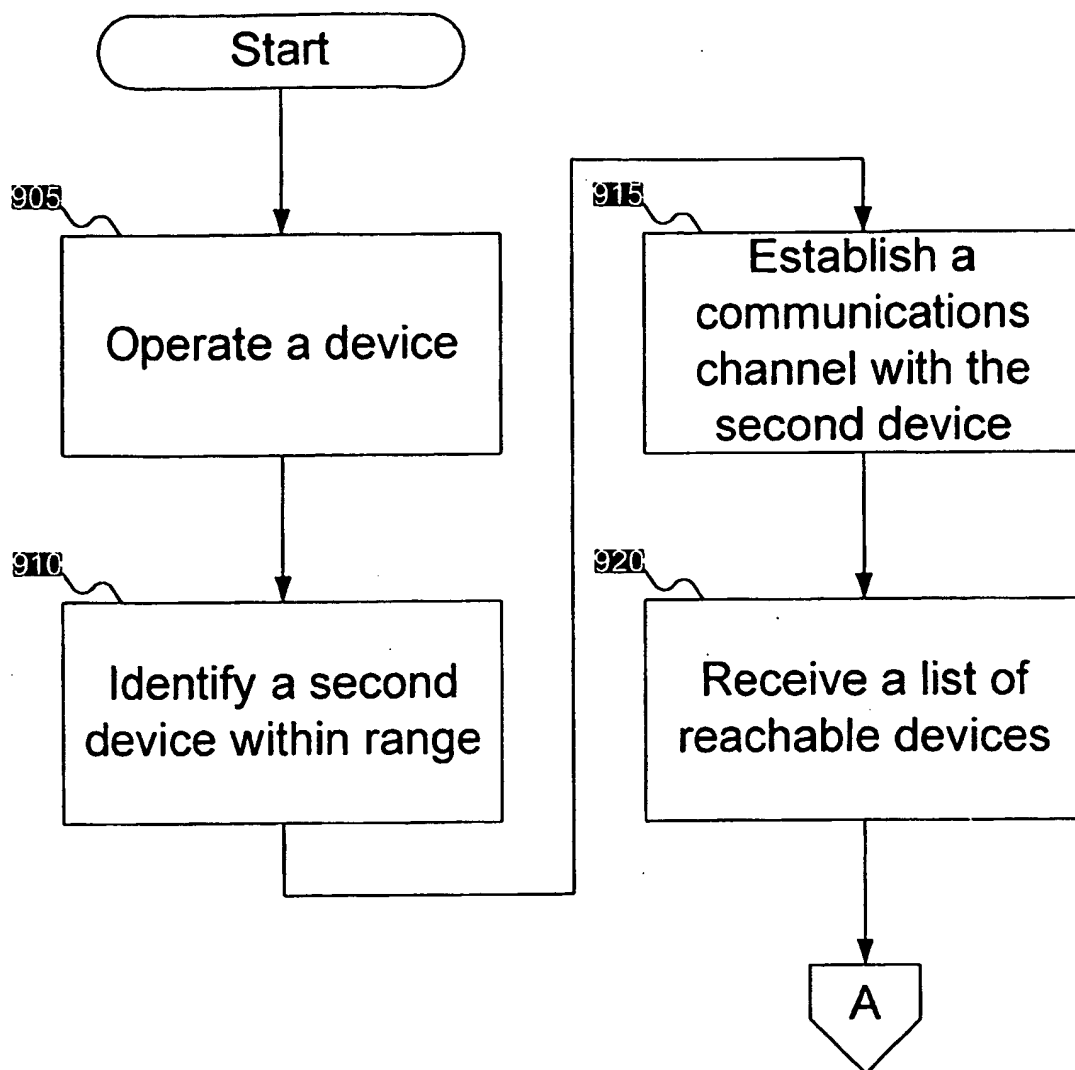 Start
905
Operate a device
910
Identify a second
device within range
915
Establish a
communications
channel with the
second device
920
Receive a list of
reachable devices
A